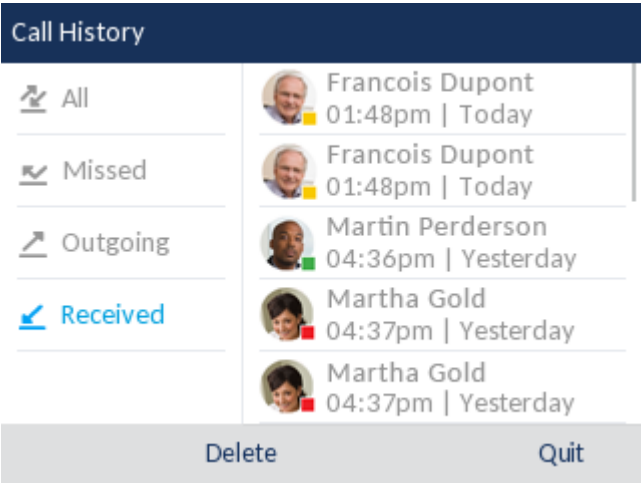 Call History
All
Missed
Outgoing
Received
Francois Dupont
01:48pm | Today
Francois Dupont
01:48pm | Today
Martin Perderson
04:36pm | Yesterday
Martha Gold
04:37pm | Yesterday
Martha Gold
04:37pm | Yesterday
Delete
Quit